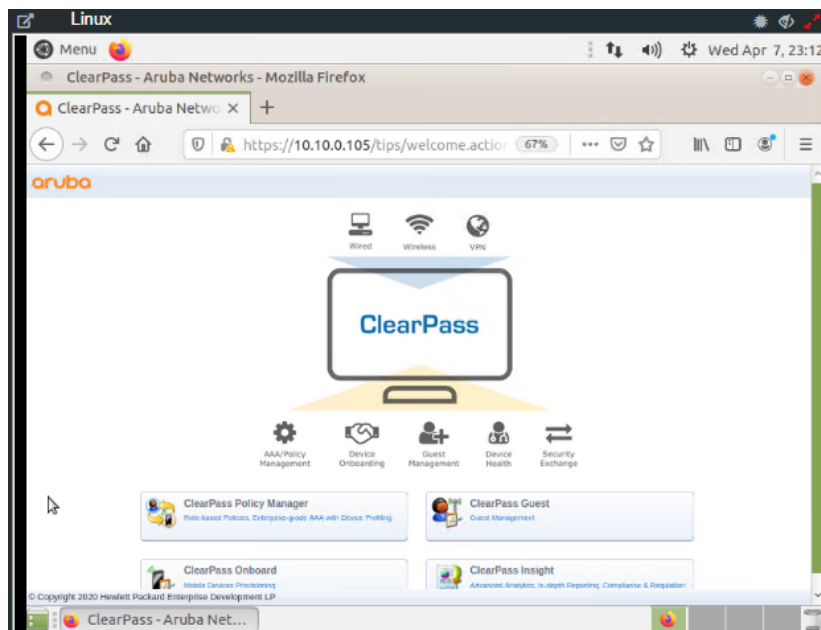 Linux
Menu
Wed Apr 7, 23:12
ClearPass - Aruba Networks - Mozilla Firefox
ClearPass - Aruba Netwo
https://10.10.0.105/tips/welcome.action
67%
aruba
Wired Wireless VPN
ClearPass
AAA/Policy Management
Device Onboarding
Guest Management
Device Health
Security Exchange
ClearPass Policy Manager
Role-based Policies, Enterprise-grade AAA with Device Profiling
ClearPass Guest
Guest Management
ClearPass Onboard
Mobile Devices Provisioning
ClearPass Insight
Advanced Analytics, In-depth Reporting, Compliance & Regulation
© Copyright 2020 Hewlett Packard Enterprise Development LP
ClearPass - Aruba Net...